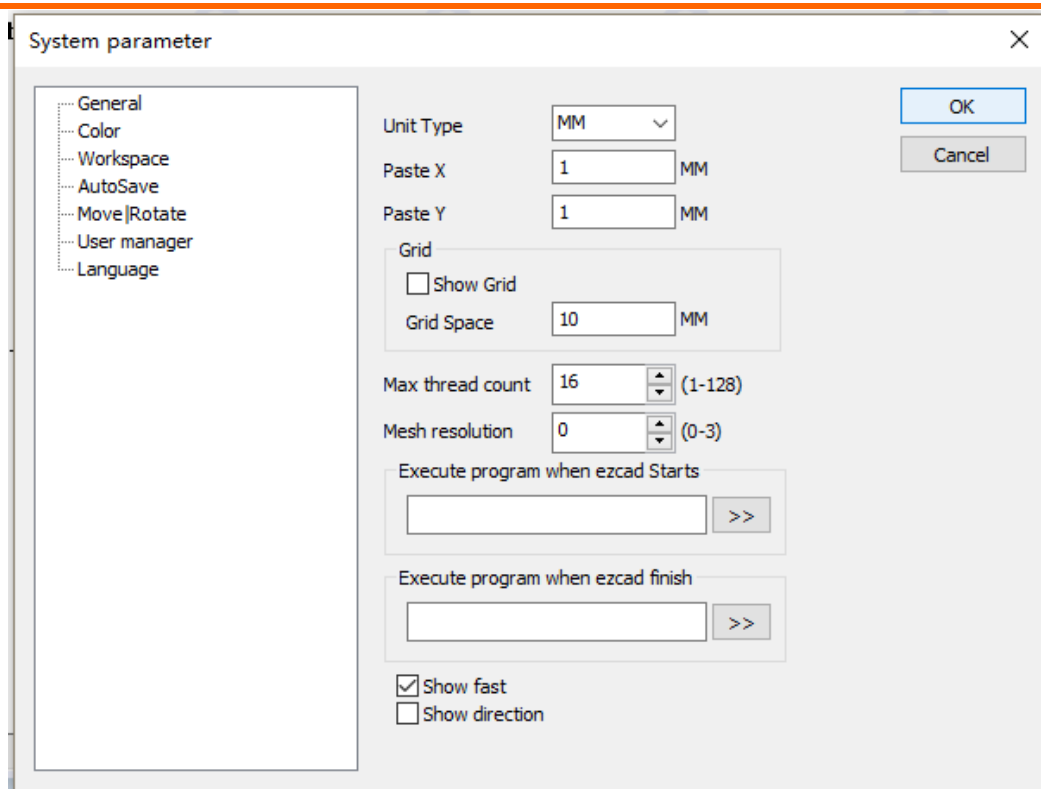 System parameter
General
Color
Workspace
AutoSave
Move|Rotate
User manager
Language
Unit Type MM
Paste X 1 MM
Paste Y 1 MM
Grid
Show Grid
Grid Space 10 MM
Max thread count 16 (1-128)
Mesh resolution 0 (0-3)
Execute program when ezcad Starts
>>
Execute program when ezcad finish
>>
Show fast
Show direction
OK
Cancel